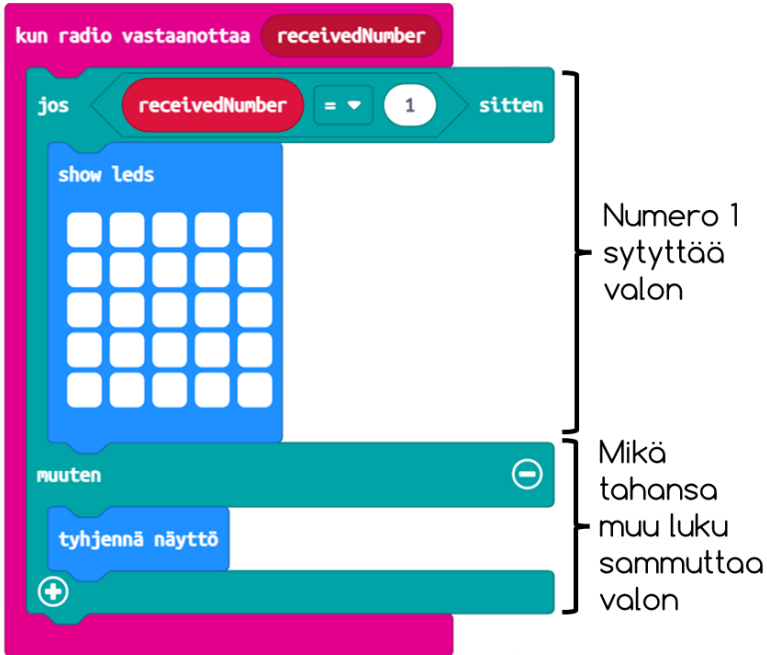 kun radio vastaanottaa receivedNumber
jos receivedNumber = 1 sitten
show leds
Numero 1
sytyttää
valon
muuten
tyhjennä näyttö
Mikä
tahansa
muu luku
sammuttaa
valon